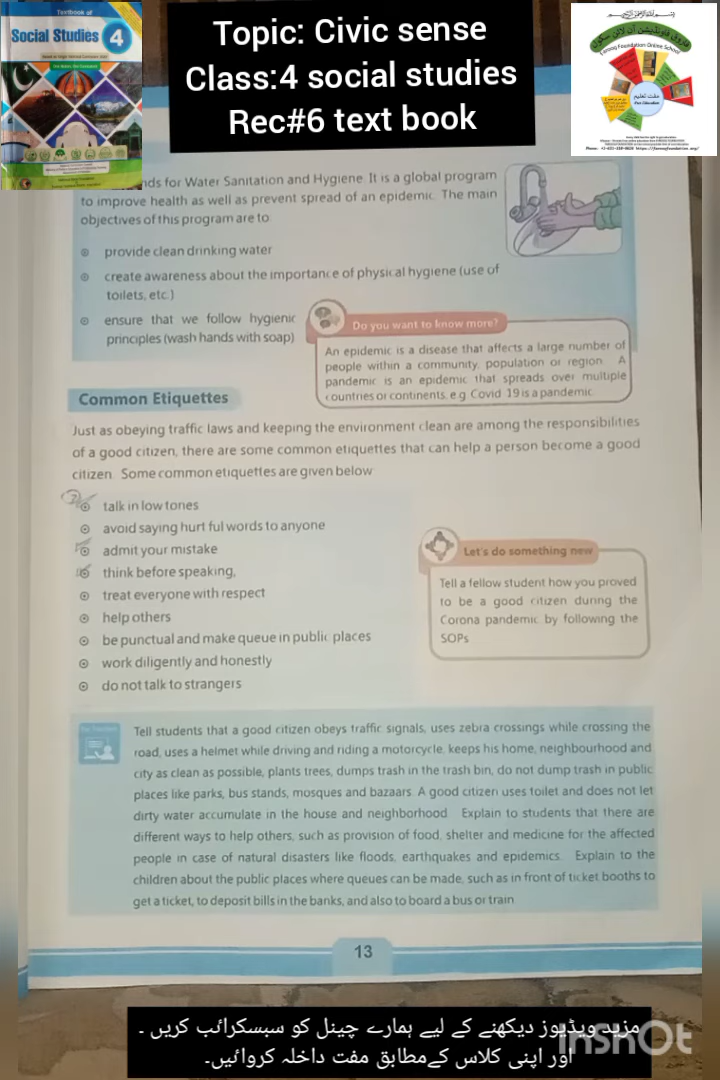 Textbook of
Social Studies 4
Topic: Civic sense
Class:4 social studies
Rec#6 text book
Farooq Foundation Online School
مفت تعلیم
Free Education
for Water Sanitation and Hygiene. It is a global program
to improve health as well as prevent spread of an epidemic. The main
objectives of this program are to
provide clean drinking water
create awareness about the importance of physical hygiene (use of
toilets, etc.)
ensure that we follow hygienic
principles (wash hands with soap)
Do you want to know more?
An epidemic is a disease that affects a large number of
people within a community, population or region. A
pandemic is an epidemic that spreads over multiple
countries or continents, e.g Covid 19 is a pandemic
Common Etiquettes
Just as obeying traffic laws and keeping the environment clean are among the responsibilities
of a good citizen, there are some common etiquettes that can help a person become a good
citizen. Some common etiquettes are given below
talk in low tones
avoid saying hurt ful words to anyone
admit your mistake
think before speaking,
treat everyone with respect
help others
be punctual and make queue in public places
work diligently and honestly
do not talk to strangers
Let's do something new
Tell a fellow student how you proved
to be a good citizen during the
Corona pandemic by following the
SOPs
Tell students that a good citizen obeys traffic signals, uses zebra crossings while crossing the
road, uses a helmet while driving and riding a motorcycle, keeps his home, neighbourhood and
city as clean as possible, plants trees, dumps trash in the trash bin, do not dump trash in public
places like parks, bus stands, mosques and bazaars. A good citizen uses toilet and does not let
dirty water accumulate in the house and neighborhood. Explain to students that there are
different ways to help others, such as provision of food, shelter and medicine for the affected
people in case of natural disasters like floods, earthquakes and epidemics. Explain to the
children about the public places where queues can be made, such as in front of ticket booths to
get a ticket, to deposit bills in the banks, and also to board a bus or train
13
مزید ویڈیوز دیکھنے کے لیے ہمارے چینل کو سبسکرائب کریں ۔
اور اپنی کلاس کےمطابق مفت داخلہ کروائیں۔
InShOt